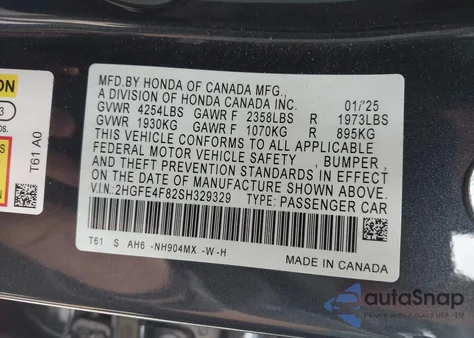 MFD.BY HONDA OF CANADA MFG.,
A DIVISION OF HONDA CANADA INC. 01/'25
GVWR 4254LBS GAWR F 2358LBS R 1973LBS
GVWR 1930KG GAWR F 1070KG R 895KG
THIS VEHICLE CONFORMS TO ALL APPLICABLE
FEDERAL MOTOR VEHICLE SAFETY , BUMPER ,
AND THEFT PREVENTION STANDARDS IN EFFECT
ON THE DATE OF MANUFACTURE SHOWN ABOVE.
V.I.N: 2HGFE4F82SH329329 TYPE: PASSENGER CAR
T61 S AH6 -NH904MX -W-H
MADE IN CANADA
ION
3
os.
T61 A0
autoSnap